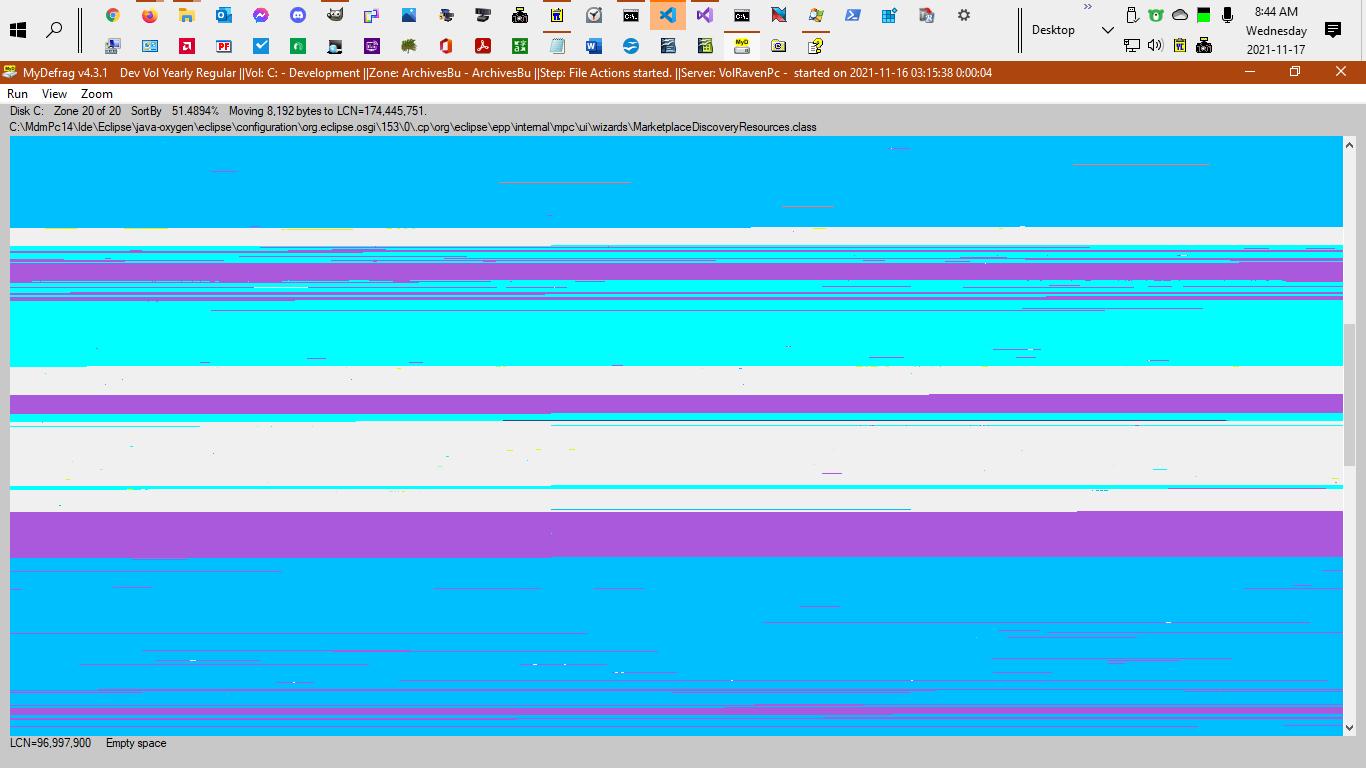 8:44 AM
Desktop
Wednesday
2021-11-17
MyDefrag v4.3.1 Dev Vol Yearly Regular ||Vol: C: - Development ||Zone: ArchivesBu - ArchivesBu ||Step: File Actions started. ||Server: VolRavenPc - started on 2021-11-16 03:15:38 0:00:04
Run View Zoom
Disk C: Zone 20 of 20 SortBy 51.4894% Moving 8,192 bytes to LCN=174,445,751.
C:\MdmPc14\Ide\Eclipse\java-oxygen\eclipse\configuration\org.eclipse.osgi\153\0\.cp\org\eclipse\epp\internal\mpc\ui\wizards\MarketplaceDiscoveryResources.class
LCN=96,997,900 Empty space